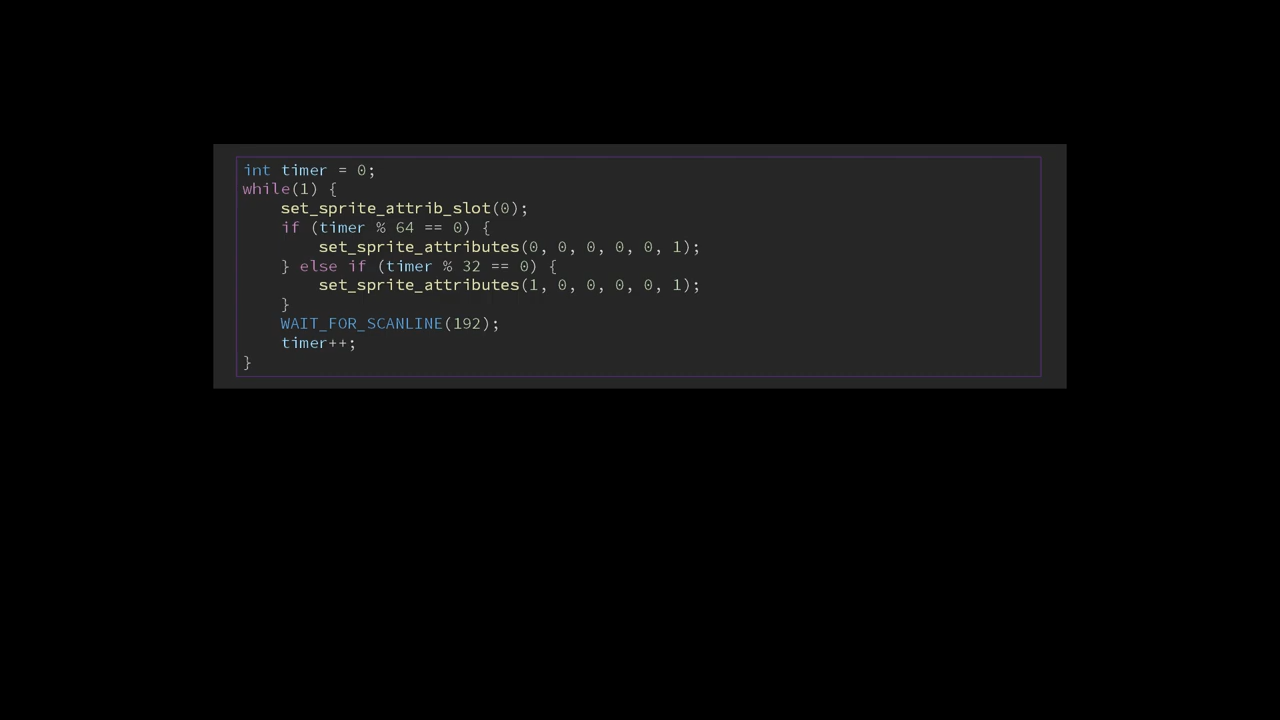 int timer = 0;
while(1) {
    set_sprite_attrib_slot(0);
    if (timer % 64 == 0) {
        set_sprite_attributes(0, 0, 0, 0, 0, 1);
    } else if (timer % 32 == 0) {
        set_sprite_attributes(1, 0, 0, 0, 0, 1);
    }
    WAIT_FOR_SCANLINE(192);
    timer++;
}